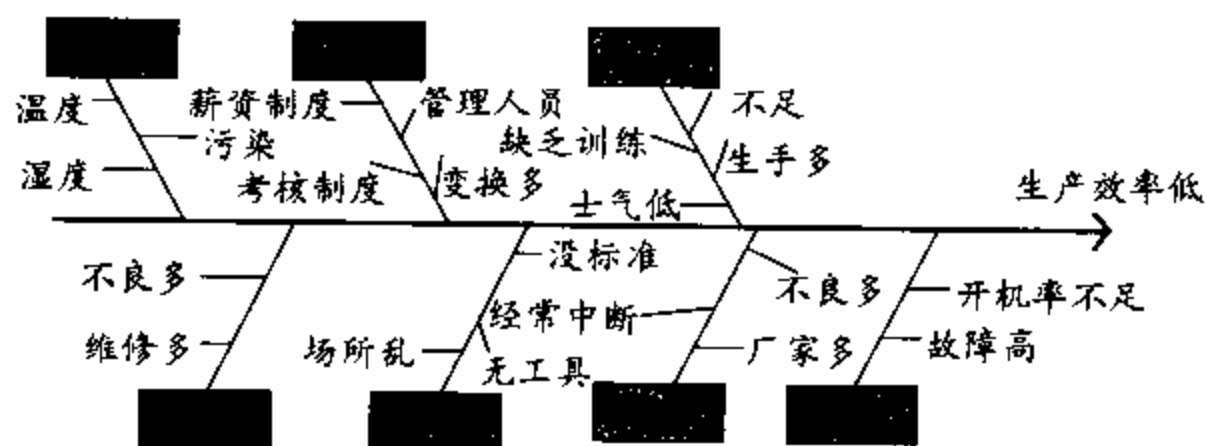 温度
污染
湿度
薪资制度
管理人员
考核制度
变换多
不足
缺乏训练
生手多
士气低
生产效率低
不良多
维修多
没标准
场所乱
无工具
经常中断
不良多
厂家多
开机率不足
故障高